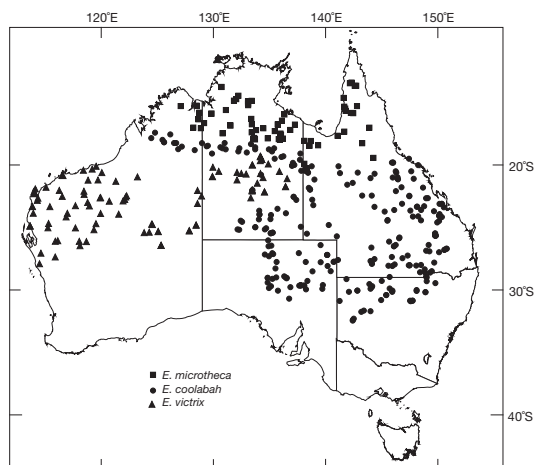 120°E 130°E 140°E 150°E
20°S
30°S
E. microtheca
E. coolabah
E. victrix
40°S